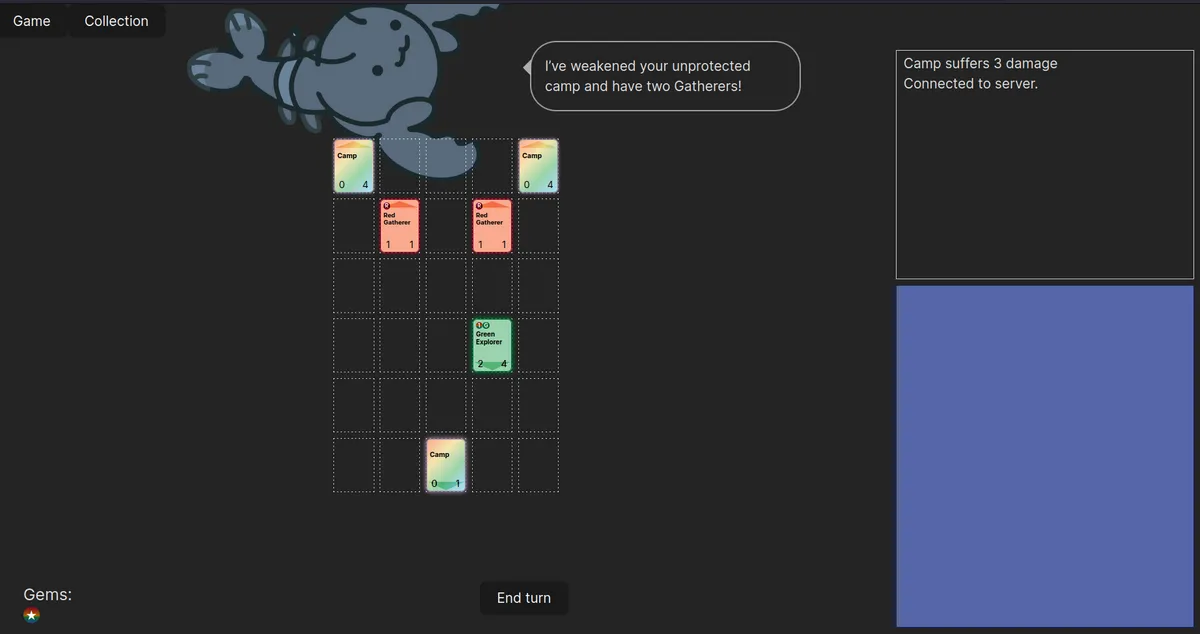 Game
Collection
I've weakened your unprotected
camp and have two Gatherers!
Camp suffers 3 damage
Connected to server.
Camp
0 4
Camp
0 4
R
Red
Gatherer
1 1
R
Red
Gatherer
1 1
1 G
Green
Explorer
2 4
Camp
0 1
Gems:
End turn